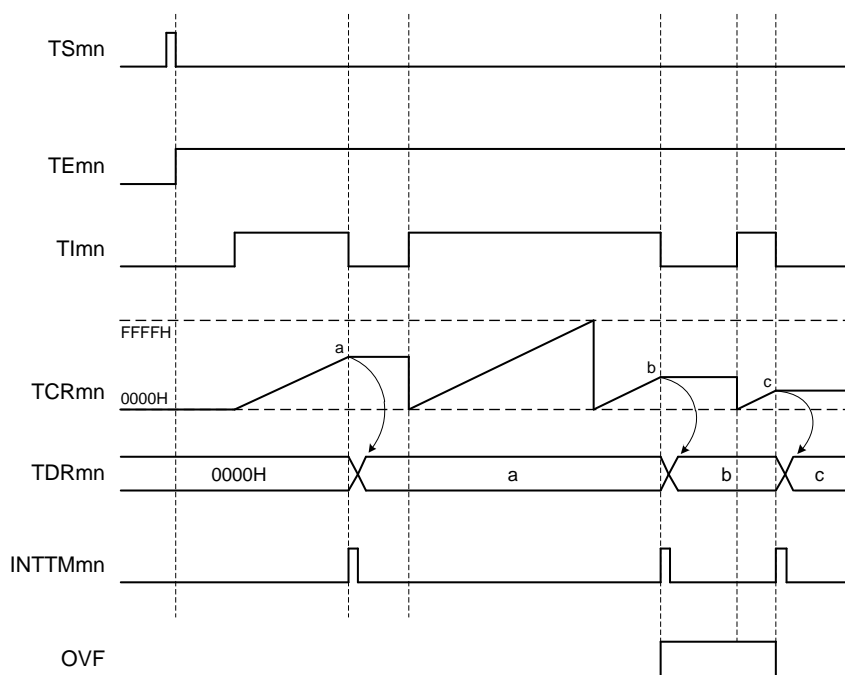 TSmn
TEmn
TImn
FFFFH
a
b
c
TCRmn
0000H
TDRmn
0000H
a
b
c
INTTMmn
OVF